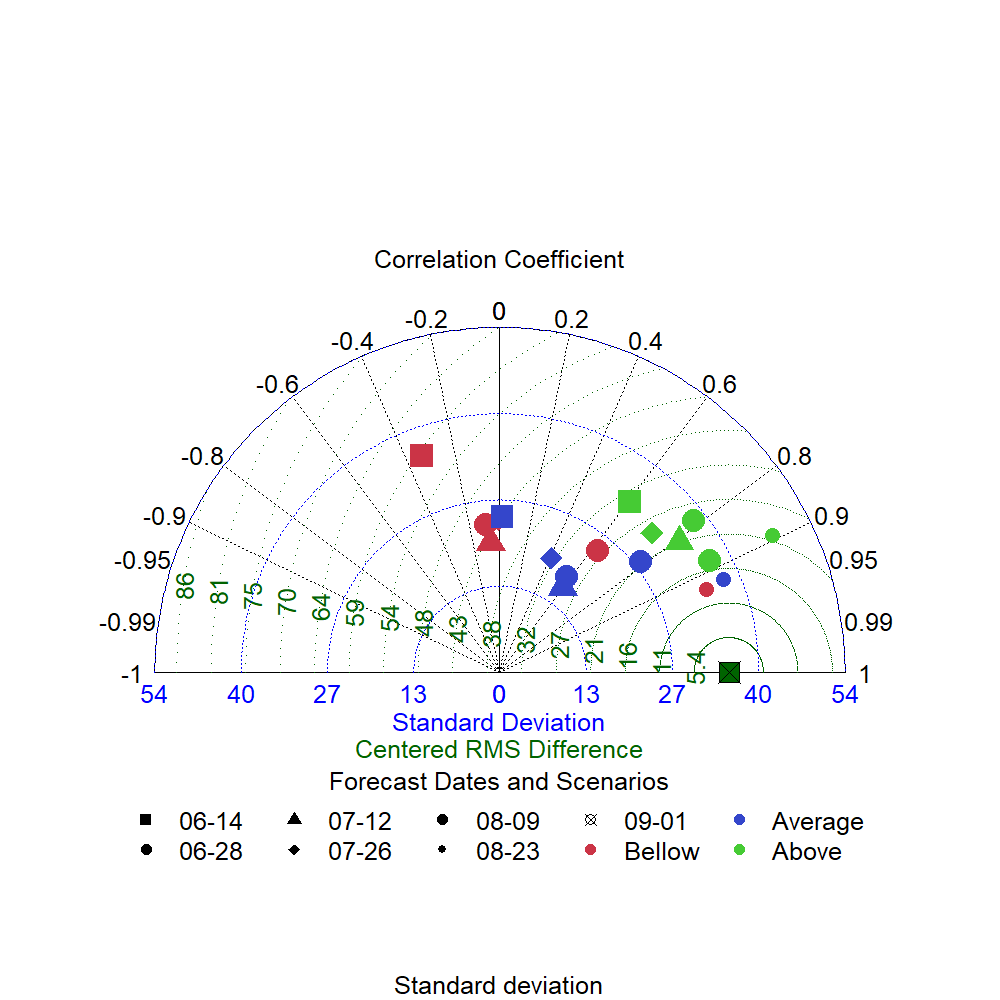 Correlation Coefficient
-0.2 0 0.2
-0.4 0.4
-0.6 0.6
-0.8 0.8
-0.9 0.9
-0.95 0.95
-0.99 0.99
-1 1
86 81 75 70 64 59 54 48 43 38 32 27 21 16 11 5.4
54 40 27 13 0 13 27 40 54
Standard Deviation
Centered RMS Difference
Forecast Dates and Scenarios
06-14 07-12 08-09 09-01 Average
06-28 07-26 08-23 Bellow Above
Standard deviation